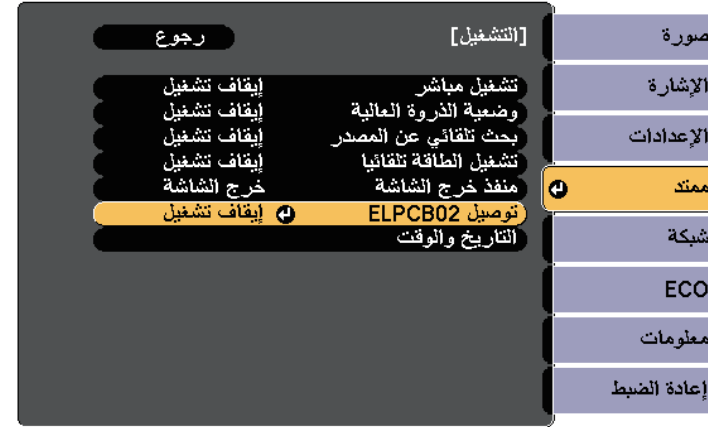 صورة
الإشارة
الإعدادات
ممتد
شبكة
ECO
معلومات
إعادة الضبط
[التشغيل] رجوع
تشغيل مباشر إيقاف تشغيل
وضعية الذروة العالية إيقاف تشغيل
بحث تلقائي عن المصدر إيقاف تشغيل
تشغيل الطاقة تلقائيا إيقاف تشغيل
منفذ خرج الشاشة خرج الشاشة
توصيل ELPCB02 إيقاف تشغيل
التاريخ والوقت